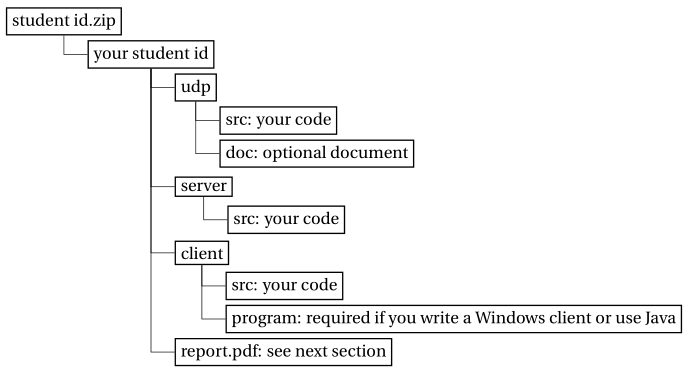 student id.zip
your student id
udp
src: your code
doc: optional document
server
src: your code
client
src: your code
program: required if you write a Windows client or use Java
report.pdf: see next section